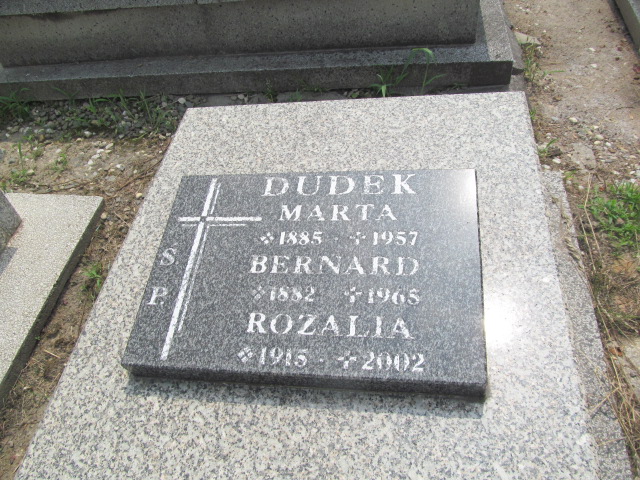 DUDEK
MARTA
1885 - 1957
BERNARD
1882 1965
ROZALIA
1915 - 2002
S
P.